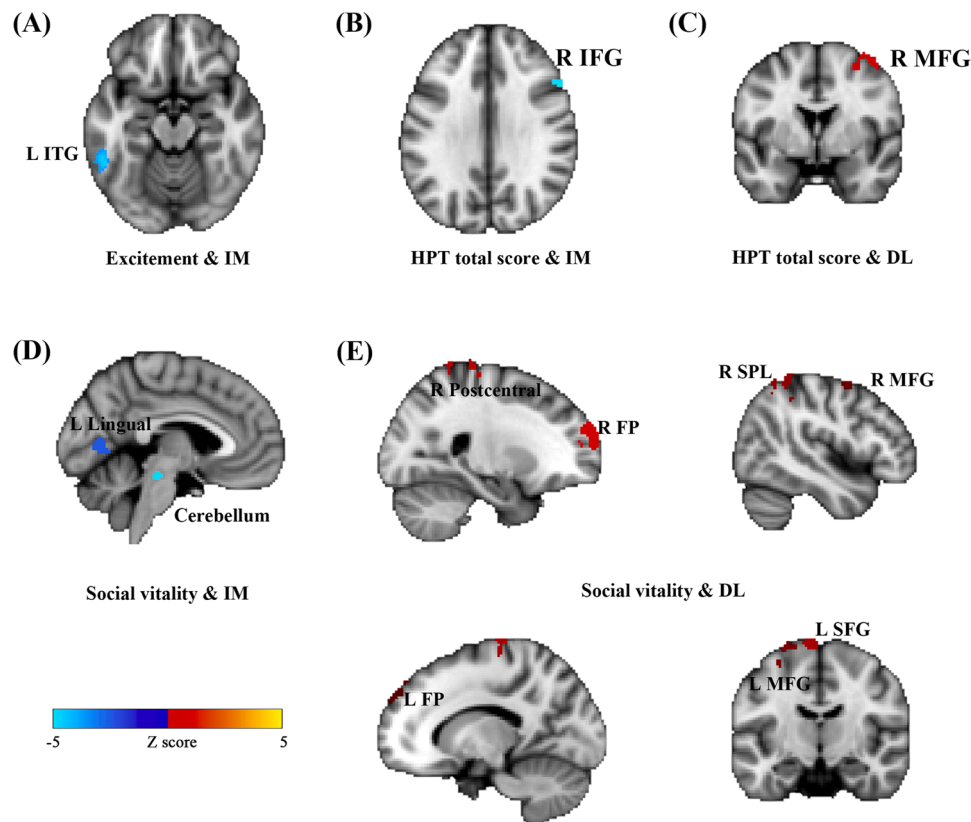 (A)
(B)
(C)
R IFG
R MFG
L ITG
Excitement & IM
HPT total score & IM
HPT total score & DL
(D)
(E)
R SPL
R MFG
R Postcentral
L Lingual
R FP
Cerebellum
Social vitality & IM
Social vitality & DL
L SFG
L MFG
L FP
-5
Z score
5